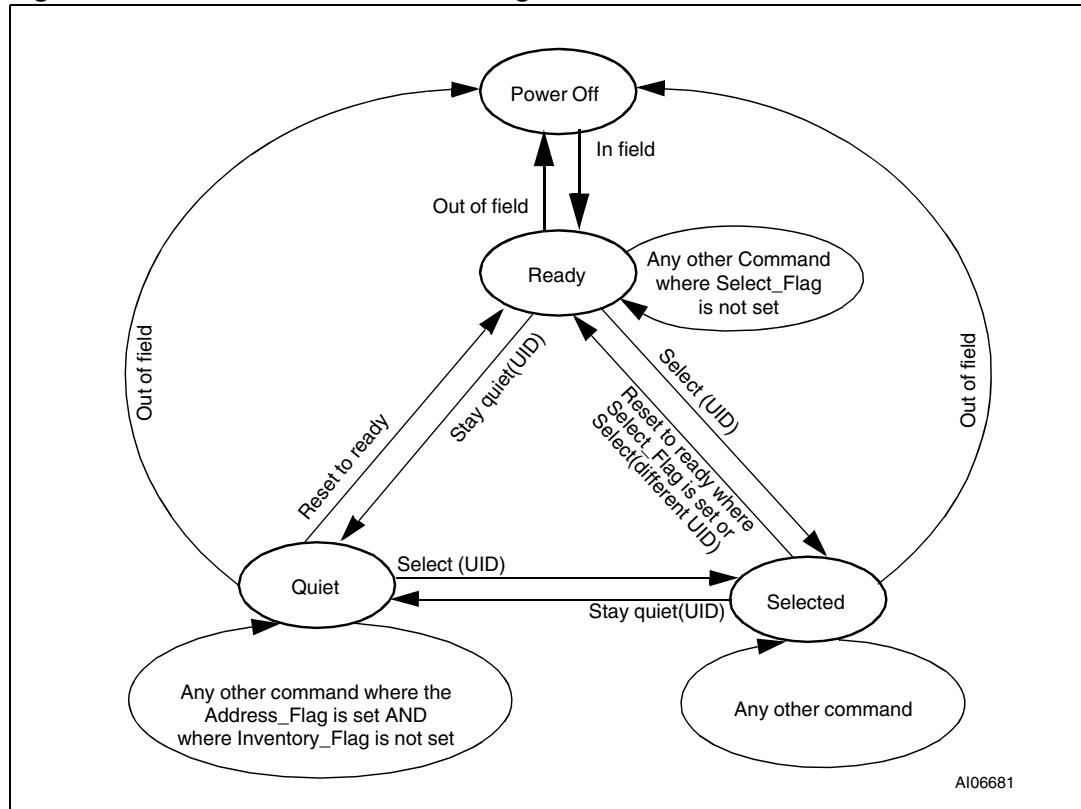 Power Off
In field
Out of field
Ready
Any other Command
where Select_Flag
is not set
Out of field
Out of field
Reset to ready
Stay quiet(UID)
Select (UID)
Reset to ready where
Select_Flag is set or
Select(different UID)
Quiet
Select (UID)
Stay quiet(UID)
Selected
Any other command where the
Address_Flag is set AND
where Inventory_Flag is not set
Any other command
AI06681